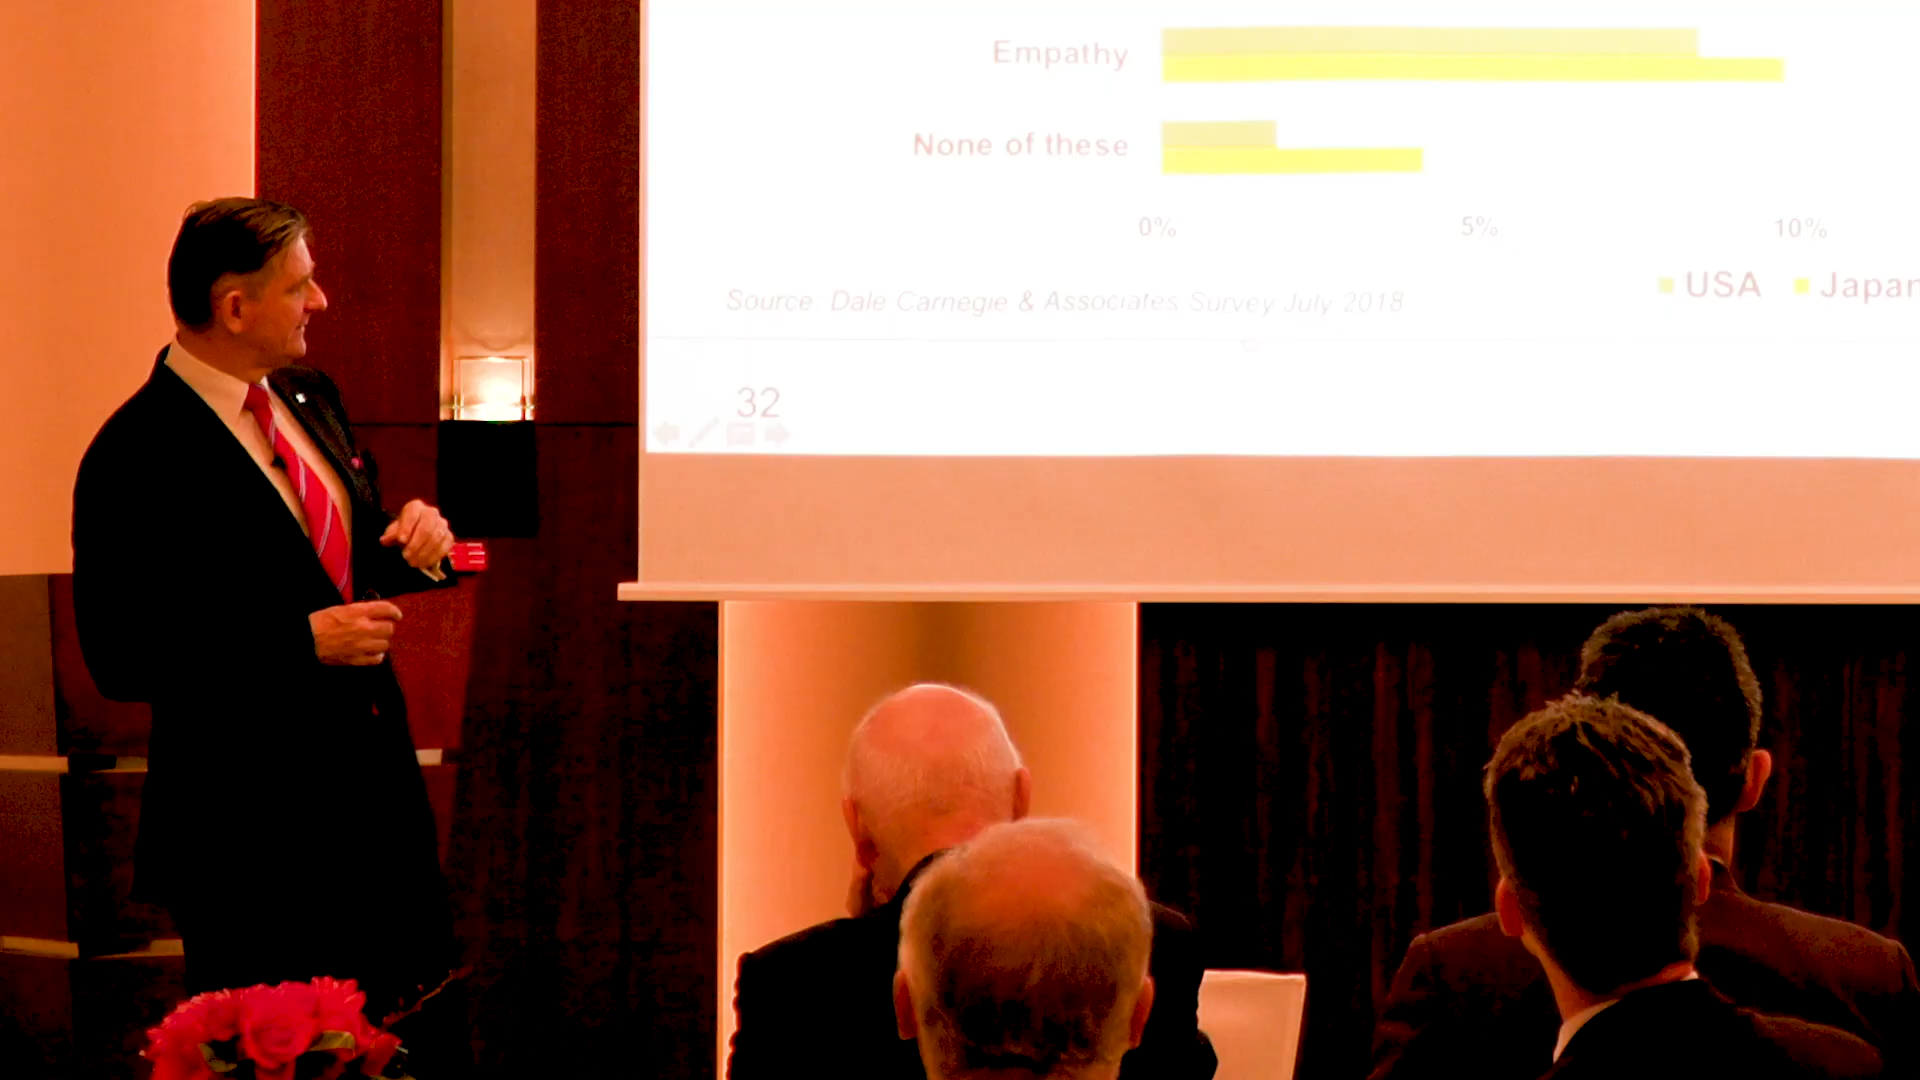 Empathy
None of these
0% 5% 10%
USA Japan
Source: Dale Carnegie & Associates Survey July 2018
32